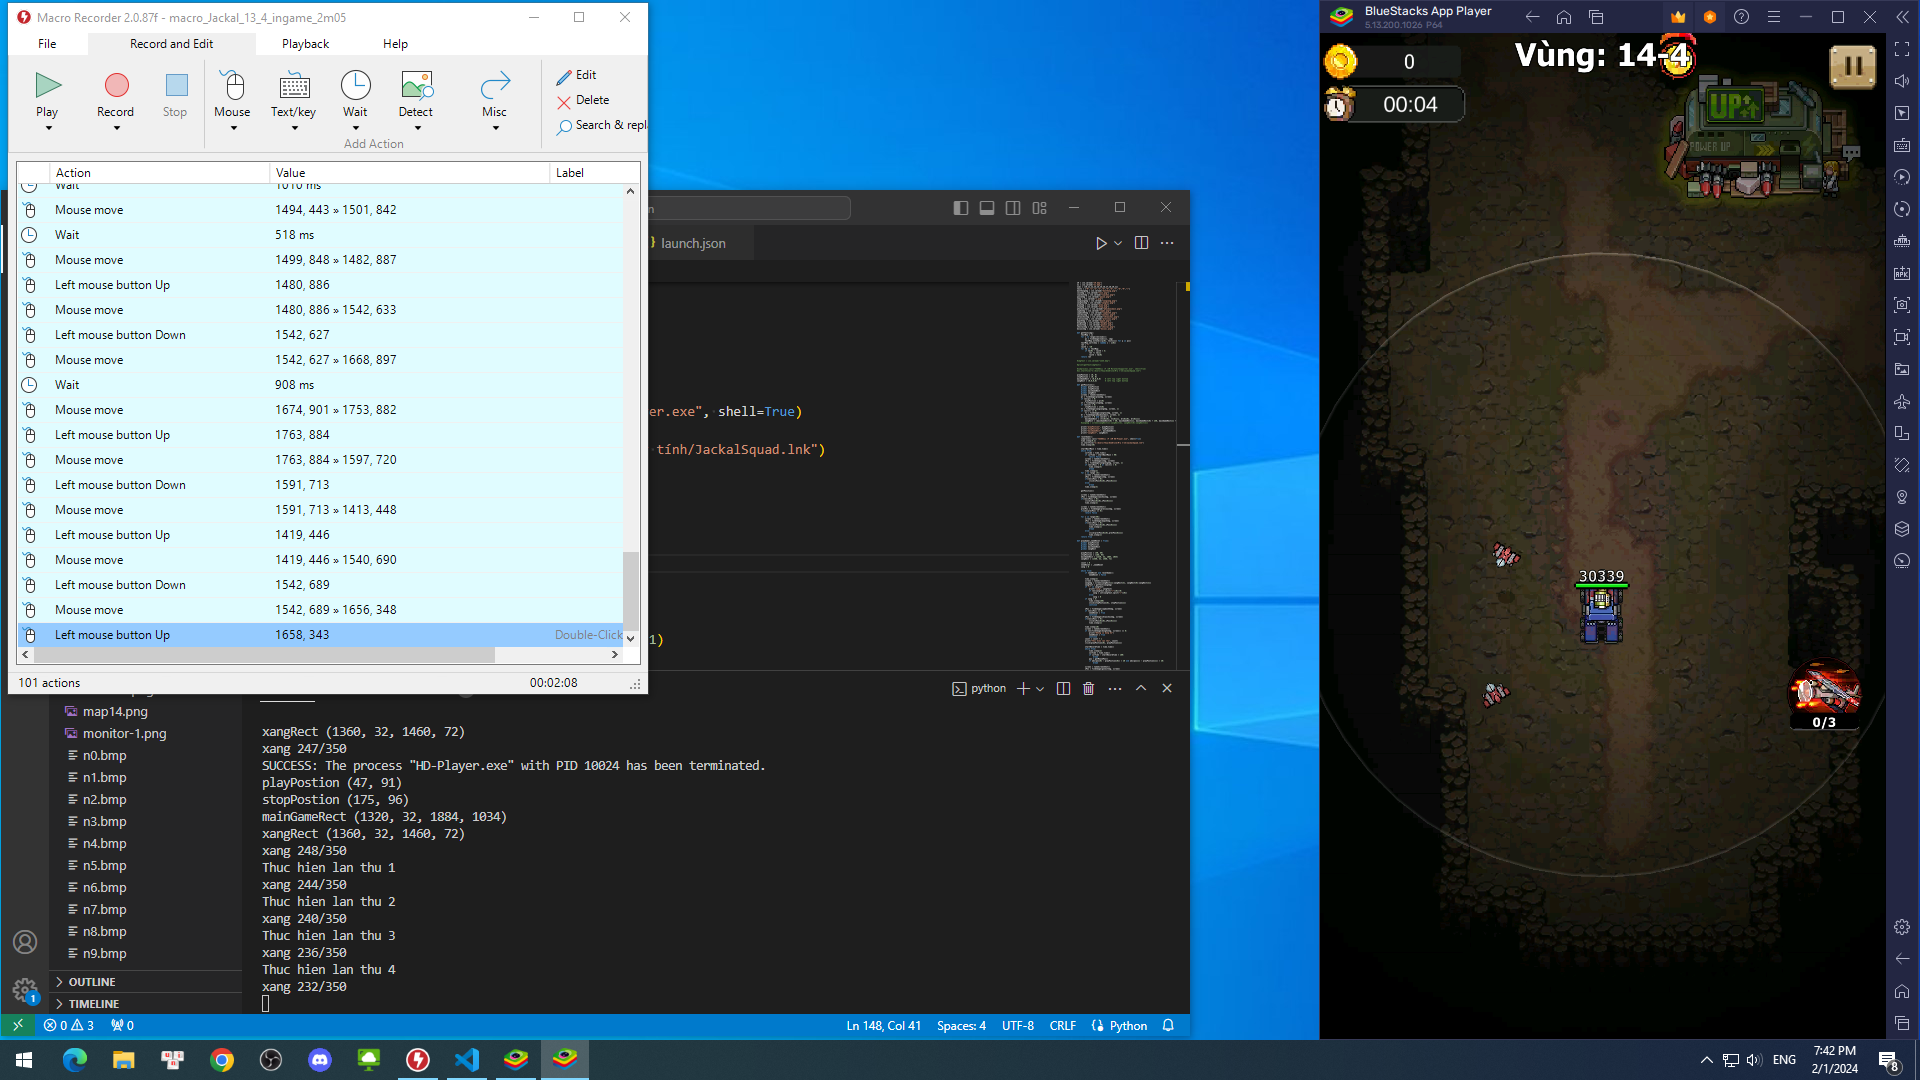 Macro Recorder 2.0.87f - macro_Jackal_13_4_ingame_2m05
File
Record and Edit
Playback
Help
Play
Record
Stop
Mouse
Text/key
Wait
Detect
Misc
Edit
Delete
Search & repl
Add Action
Action Value Label
Wait 1010 ms
Mouse move 1494, 443 » 1501, 842
Wait 518 ms
Mouse move 1499, 848 » 1482, 887
Left mouse button Up 1480, 886
Mouse move 1480, 886 » 1542, 633
Left mouse button Down 1542, 627
Mouse move 1542, 627 » 1668, 897
Wait 908 ms
Mouse move 1674, 901 » 1753, 882
Left mouse button Up 1763, 884
Mouse move 1763, 884 » 1597, 720
Left mouse button Down 1591, 713
Mouse move 1591, 713 » 1413, 448
Left mouse button Up 1419, 446
Mouse move 1419, 446 » 1540, 690
Left mouse button Down 1542, 689
Mouse move 1542, 689 » 1656, 348
Left mouse button Up 1658, 343 Double-Click
101 actions
00:02:08
launch.json
er.exe", shell=True)
tính/JackalSquad.lnk")
1)
python
map14.png
monitor-1.png
n0.bmp
n1.bmp
n2.bmp
n3.bmp
n4.bmp
n5.bmp
n6.bmp
n7.bmp
n8.bmp
n9.bmp
OUTLINE
TIMELINE
xangRect (1360, 32, 1460, 72)
xang 247/350
SUCCESS: The process "HD-Player.exe" with PID 10024 has been terminated.
playPostion (47, 91)
stopPostion (175, 96)
mainGameRect (1320, 32, 1884, 1034)
xangRect (1360, 32, 1460, 72)
xang 248/350
Thuc hien lan thu 1
xang 244/350
Thuc hien lan thu 2
xang 240/350
Thuc hien lan thu 3
xang 236/350
Thuc hien lan thu 4
xang 232/350
1
0 3 0
Ln 148, Col 41
Spaces: 4
UTF-8
CRLF
Python
BlueStacks App Player
5.13.200.1026 P64
0
Vùng: 14-4
00:04
UP
POWER UP
30339
0/3
ENG
7:42 PM
2/1/2024
8